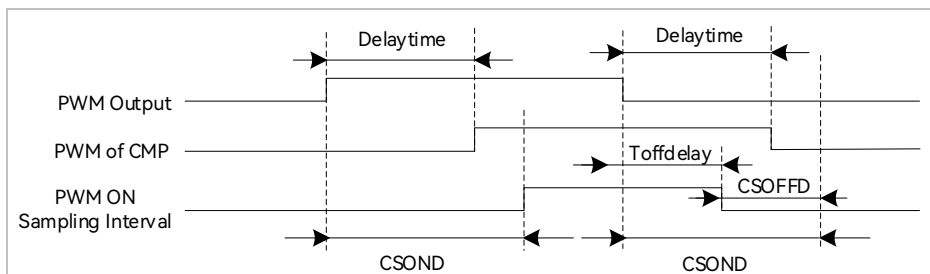 Delaytime
Delaytime
PWM Output
PWM of CMP
Toffdelay
PWM ON
Sampling Interval
CSOFFD
CSOND
CSOND